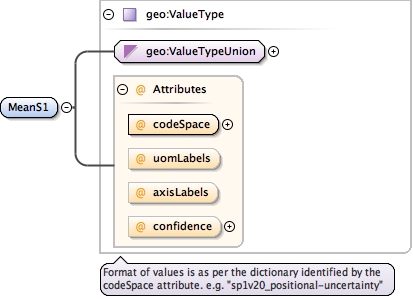 geo:ValueType
geo:ValueTypeUnion
@ Attributes
MeanS1
@ codeSpace
@ uomLabels
@ axisLabels
@ confidence
Format of values is as per the dictionary identified by the
codeSpace attribute. e.g. "sp1v20_positional-uncertainty"